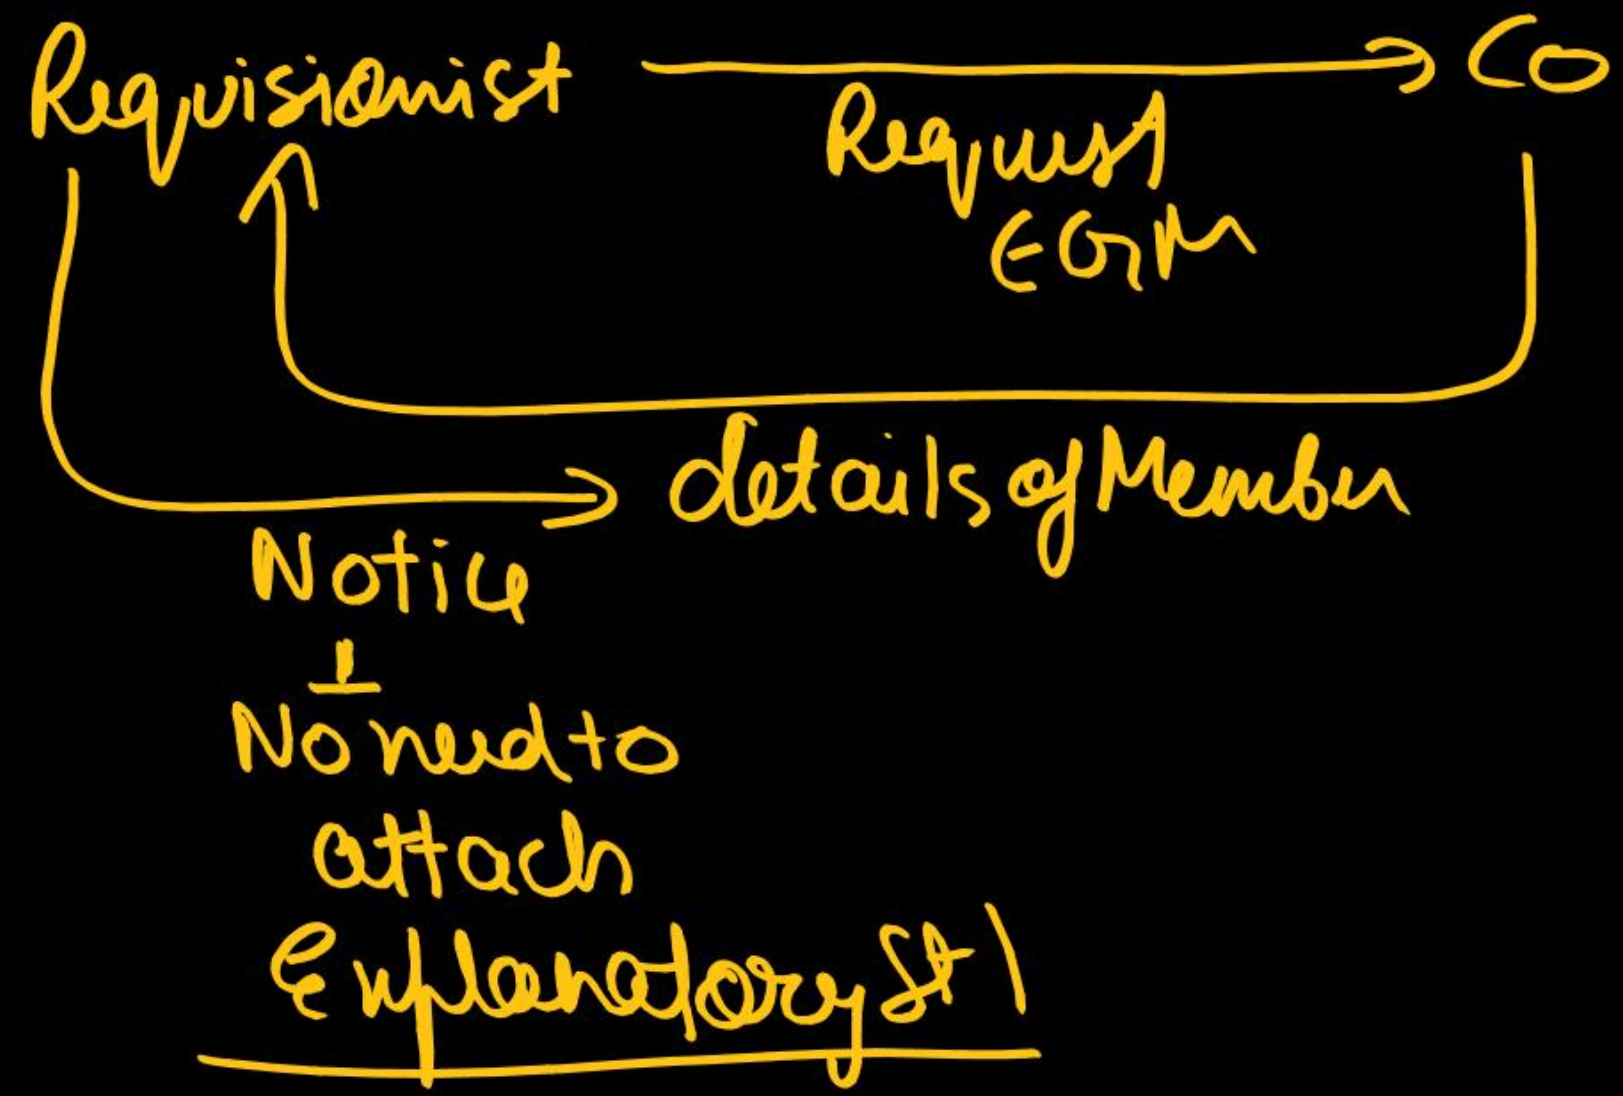 Requisionist
Co
Request
EGM
details of Member
Notice
No need to
attach
Explanatory St